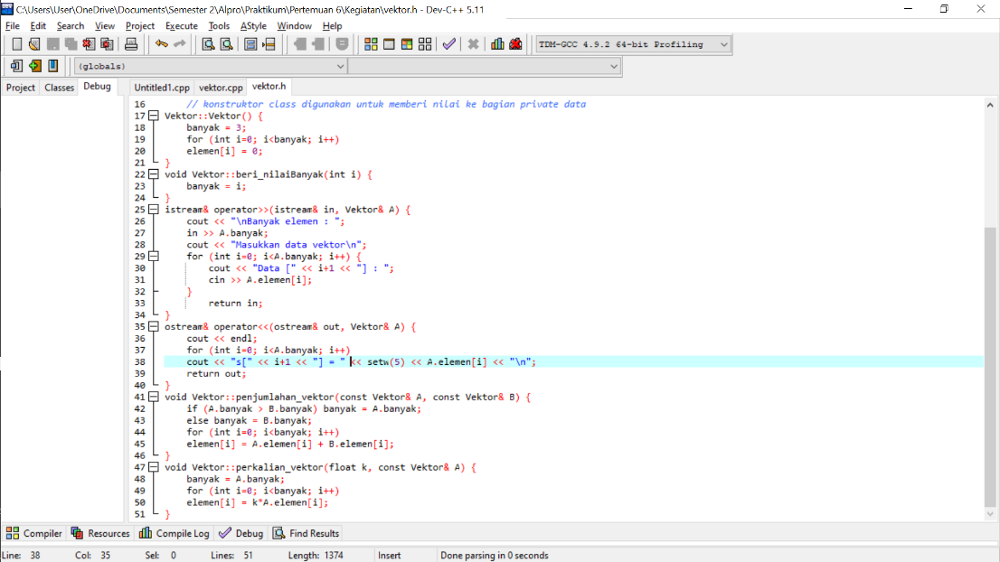 C:\Users\User\OneDrive\Documents\Semester 2\Alpro\Praktikum\Pertemuan 6\Kegiatan\vektor.h - Dev-C++ 5.11
File Edit Search View Project Execute Tools AStyle Window Help
TDM-GCC 4.9.2 64-bit Profiling
(globals)
Project Classes Debug Untitled1.cpp vektor.cpp vektor.h
16 // konstruktor class digunakan untuk memberi nilai ke bagian private data
17 Vektor::Vektor() {
18 banyak = 3;
19 for (int i=0; i<banyak; i++)
20 elemen[i] = 0;
21 }
22 void Vektor::beri_nilaiBanyak(int i) {
23 banyak = i;
24 }
25 istream& operator>>(istream& in, Vektor& A) {
26 cout << "\nBanyak elemen : ";
27 in >> A.banyak;
28 cout << "Masukkan data vektor\n";
29 for (int i=0; i<A.banyak; i++) {
30 cout << "Data [" << i+1 << "] : ";
31 cin >> A.elemen[i];
32 }
33 return in;
34 }
35 ostream& operator<<(ostream& out, Vektor& A) {
36 cout << endl;
37 for (int i=0; i<A.banyak; i++)
38 cout << "s[" << i+1 << "] = " << setw(5) << A.elemen[i] << "\n";
39 return out;
40 }
41 void Vektor::penjumlahan_vektor(const Vektor& A, const Vektor& B) {
42 if (A.banyak > B.banyak) banyak = A.banyak;
43 else banyak = B.banyak;
44 for (int i=0; i<banyak; i++)
45 elemen[i] = A.elemen[i] + B.elemen[i];
46 }
47 void Vektor::perkalian_vektor(float k, const Vektor& A) {
48 banyak = A.banyak;
49 for (int i=0; i<banyak; i++)
50 elemen[i] = k*A.elemen[i];
51 }
Compiler Resources Compile Log Debug Find Results
Line: 38 Col: 35 Sel: 0 Lines: 51 Length: 1374 Insert Done parsing in 0 seconds